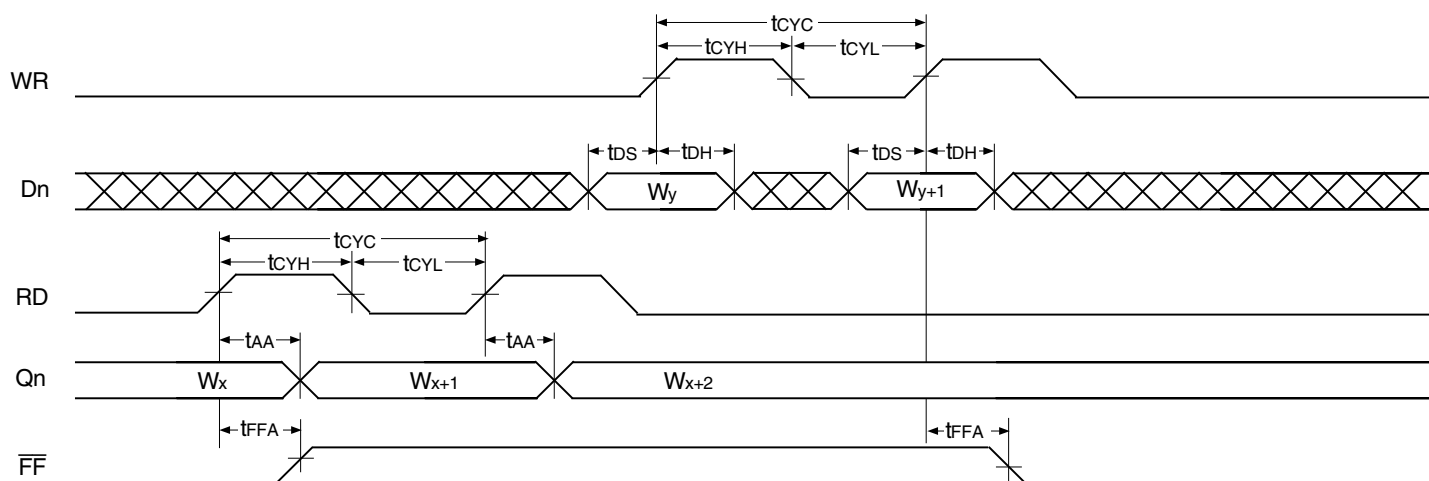 tCYC
tCYH tCYL
WR
tDS tDH tDS tDH
Dn Wy Wy+1
tCYC
tCYH tCYL
RD
tAA tAA
Qn Wx Wx+1 Wx+2
tFFA tFFA
FF